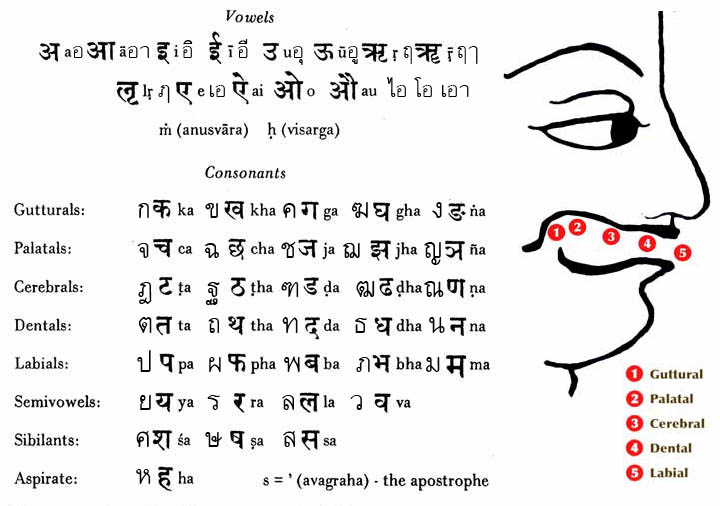 Vowels
अ a อ आ ā อา इ i อิ ई ī อี उ u อุ ऊ ū อู ऋ ṛ ฤ ॠ ṝ ฤๅ
ऌ lṛ ฦ ए e เอ ऐ ai ओ o औ au ไอ โอ เอา
ṁ (anusvāra) ḥ (visarga)
Consonants
Gutturals: ก क ka ข ख kha ค ग ga ฆ घ gha ง ङ ṅa
Palatals: จ च ca ฉ छ cha ช ज ja ฌ झ jha ญ ञ ña
Cerebrals: ฏ ट ṭa ฐ ठ ṭha ฑ ड ḍa ฒ ढ ḍha ณ ण ṇa
Dentals: ต त ta ถ थ tha ท द da ธ ध dha น न na
Labials: ป प pa ผ फ pha พ ब ba ภ भ bha ม म ma
Semivowels: ย य ya ร र ra ล ल la ว व va
Sibilants: ศ श śa ษ ष ṣa ส स sa
Aspirate: ห ह ha s = ' (avagraha) - the apostrophe
1 2 3 4 5
1 Guttural
2 Palatal
3 Cerebral
4 Dental
5 Labial